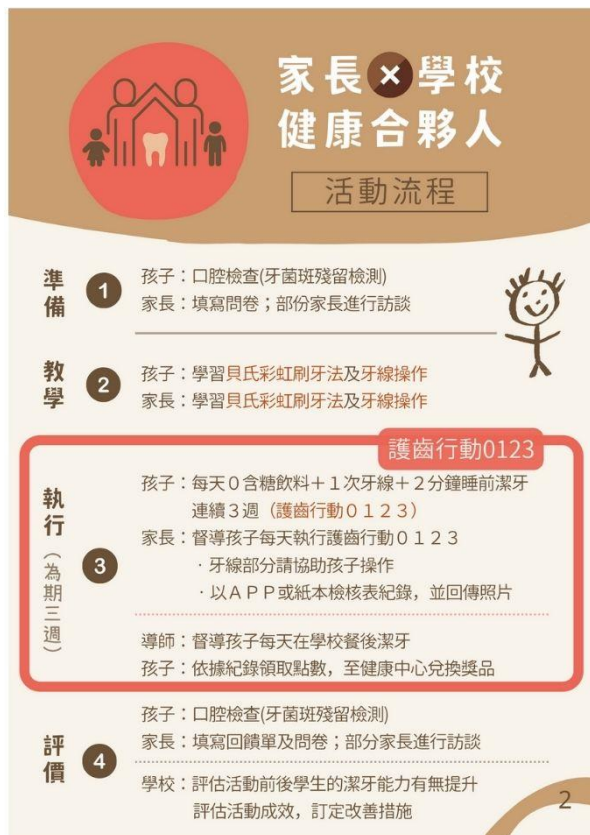 家長×學校
健康合夥人
活動流程
準備
1
孩子：口腔檢查(牙菌斑殘留檢測)
家長：填寫問卷；部份家長進行訪談
教學
2
孩子：學習貝氏彩虹刷牙法及牙線操作
家長：學習貝氏彩虹刷牙法及牙線操作
護齒行動0123
執行（為期三週）
3
孩子：每天０含糖飲料＋１次牙線＋２分鐘睡前潔牙
連續３週（護齒行動０１２３）
家長：督導孩子每天執行護齒行動０１２３
·牙線部分請協助孩子操作
·以ＡＰＰ或紙本檢核表紀錄，並回傳照片
導師：督導孩子每天在學校餐後潔牙
孩子：依據紀錄領取點數，至健康中心兌換獎品
評價
4
孩子：口腔檢查(牙菌斑殘留檢測)
家長：填寫回饋單及問卷；部分家長進行訪談
學校：評估活動前後學生的潔牙能力有無提升
評估活動成效，訂定改善措施
2